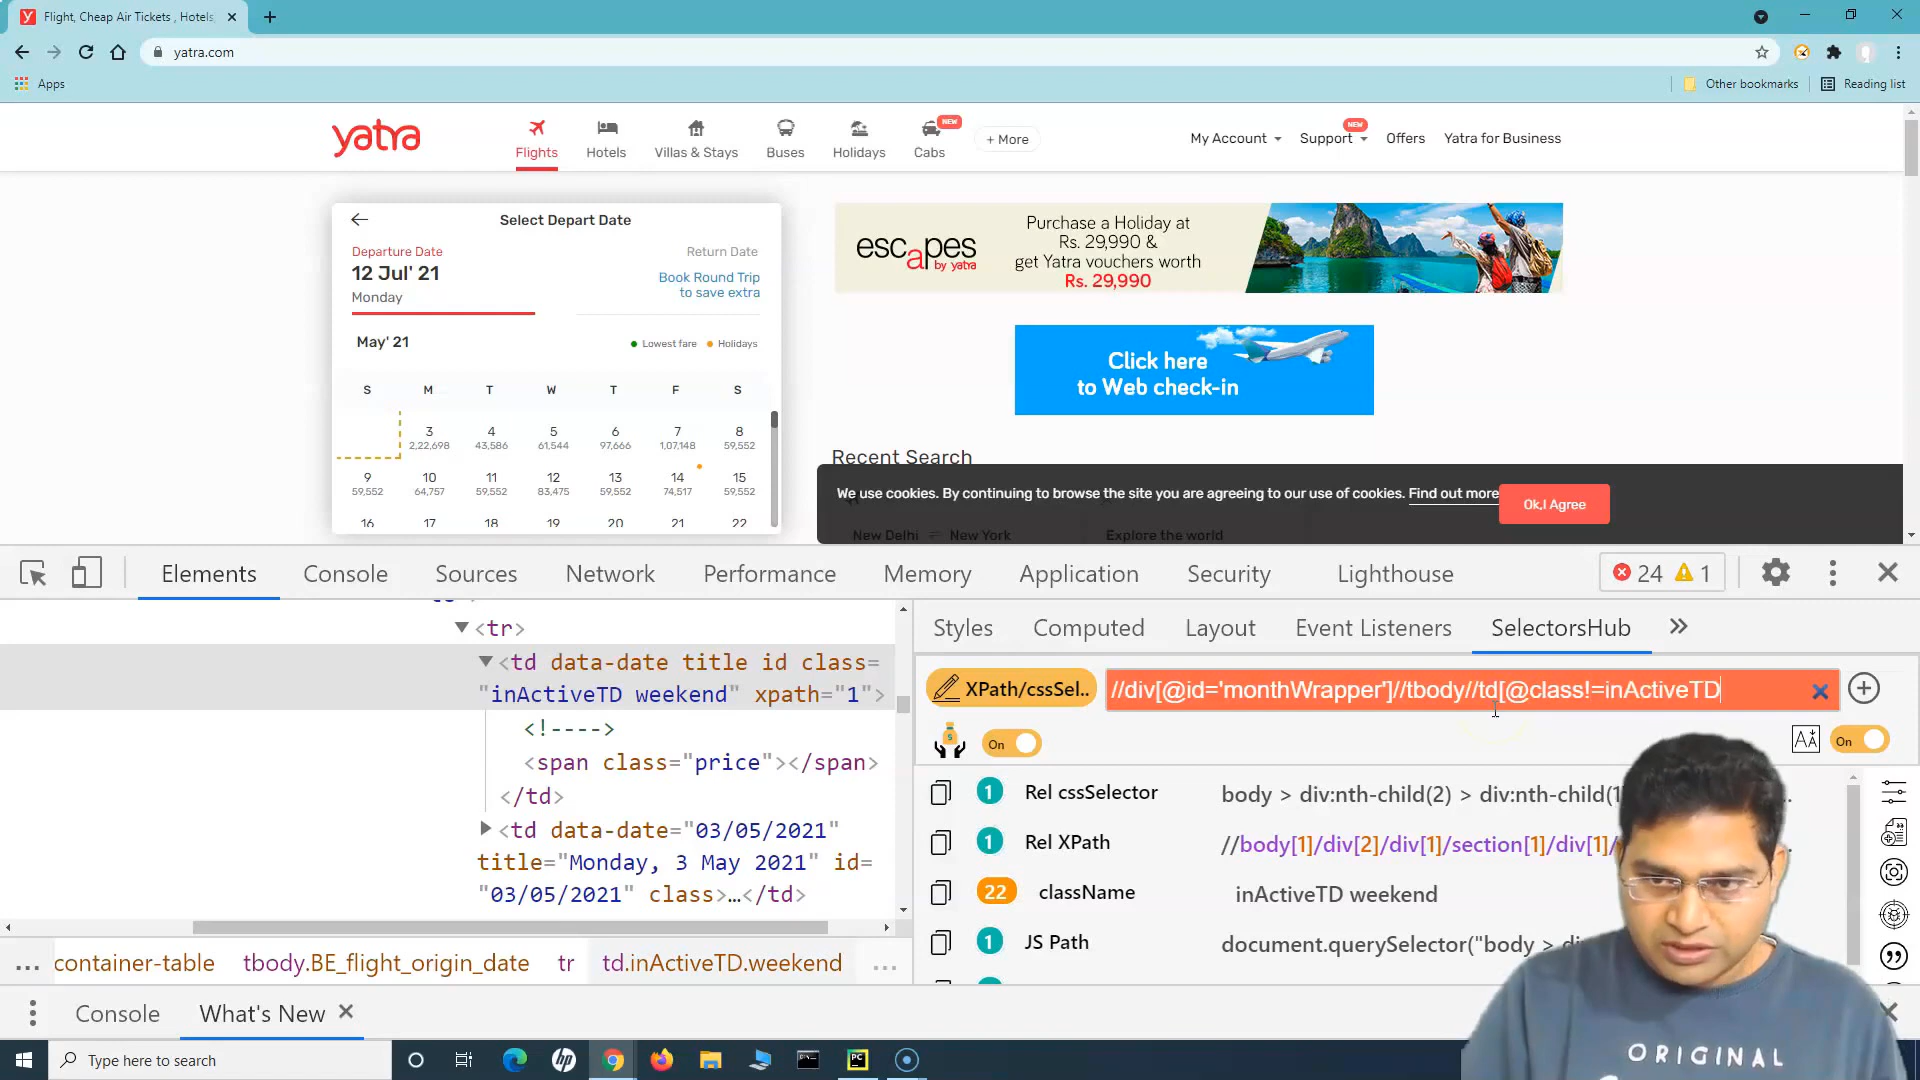 Flight, Cheap Air Tickets , Hotels,
yatra.com
Apps
Other bookmarks
Reading list
yatra
Flights
Hotels
Villas & Stays
Buses
Holidays
NEW
Cabs
+ More
My Account
NEW
Support
Offers
Yatra for Business
Select Depart Date
Departure Date
12 Jul' 21
Monday
Return Date
Book Round Trip
to save extra
May' 21
Lowest fare
Holidays
S M T W T F S
3 4 5 6 7 8
2,22,698 43,586 61,544 97,666 1,07,148 59,552
9 10 11 12 13 14 15
59,552 64,757 59,552 83,475 59,552 74,517 59,552
16 17 18 19 20 21 22
escapes
by yatra
Purchase a Holiday at
Rs. 29,990 &
get Yatra vouchers worth
Rs. 29,990
Click here
to Web check-in
Recent Search
We use cookies. By continuing to browse the site you are agreeing to our use of cookies. Find out more
Ok,I Agree
New Delhi New York
Explore the world
Elements
Console
Sources
Network
Performance
Memory
Application
Security
Lighthouse
24
1
<tr>
<td data-date title id class=
"inActiveTD weekend" xpath="1">
<!---->
<span class="price"></span>
</td>
<td data-date="03/05/2021"
title="Monday, 3 May 2021" id=
"03/05/2021" class>…</td>
... container-table tbody.BE_flight_origin_date tr td.inActiveTD.weekend ...
Styles
Computed
Layout
Event Listeners
SelectorsHub
XPath/cssSel..
//div[@id='monthWrapper']//tbody//td[@class!=inActiveTD
On
On
1 Rel cssSelector body > div:nth-child(2) > div:nth-child(1
1 Rel XPath //body[1]/div[2]/div[1]/section[1]/div[1]/
22 className inActiveTD weekend
1 JS Path document.querySelector("body > di
Console
What's New
Type here to search
hp
PC
ORIGINAL